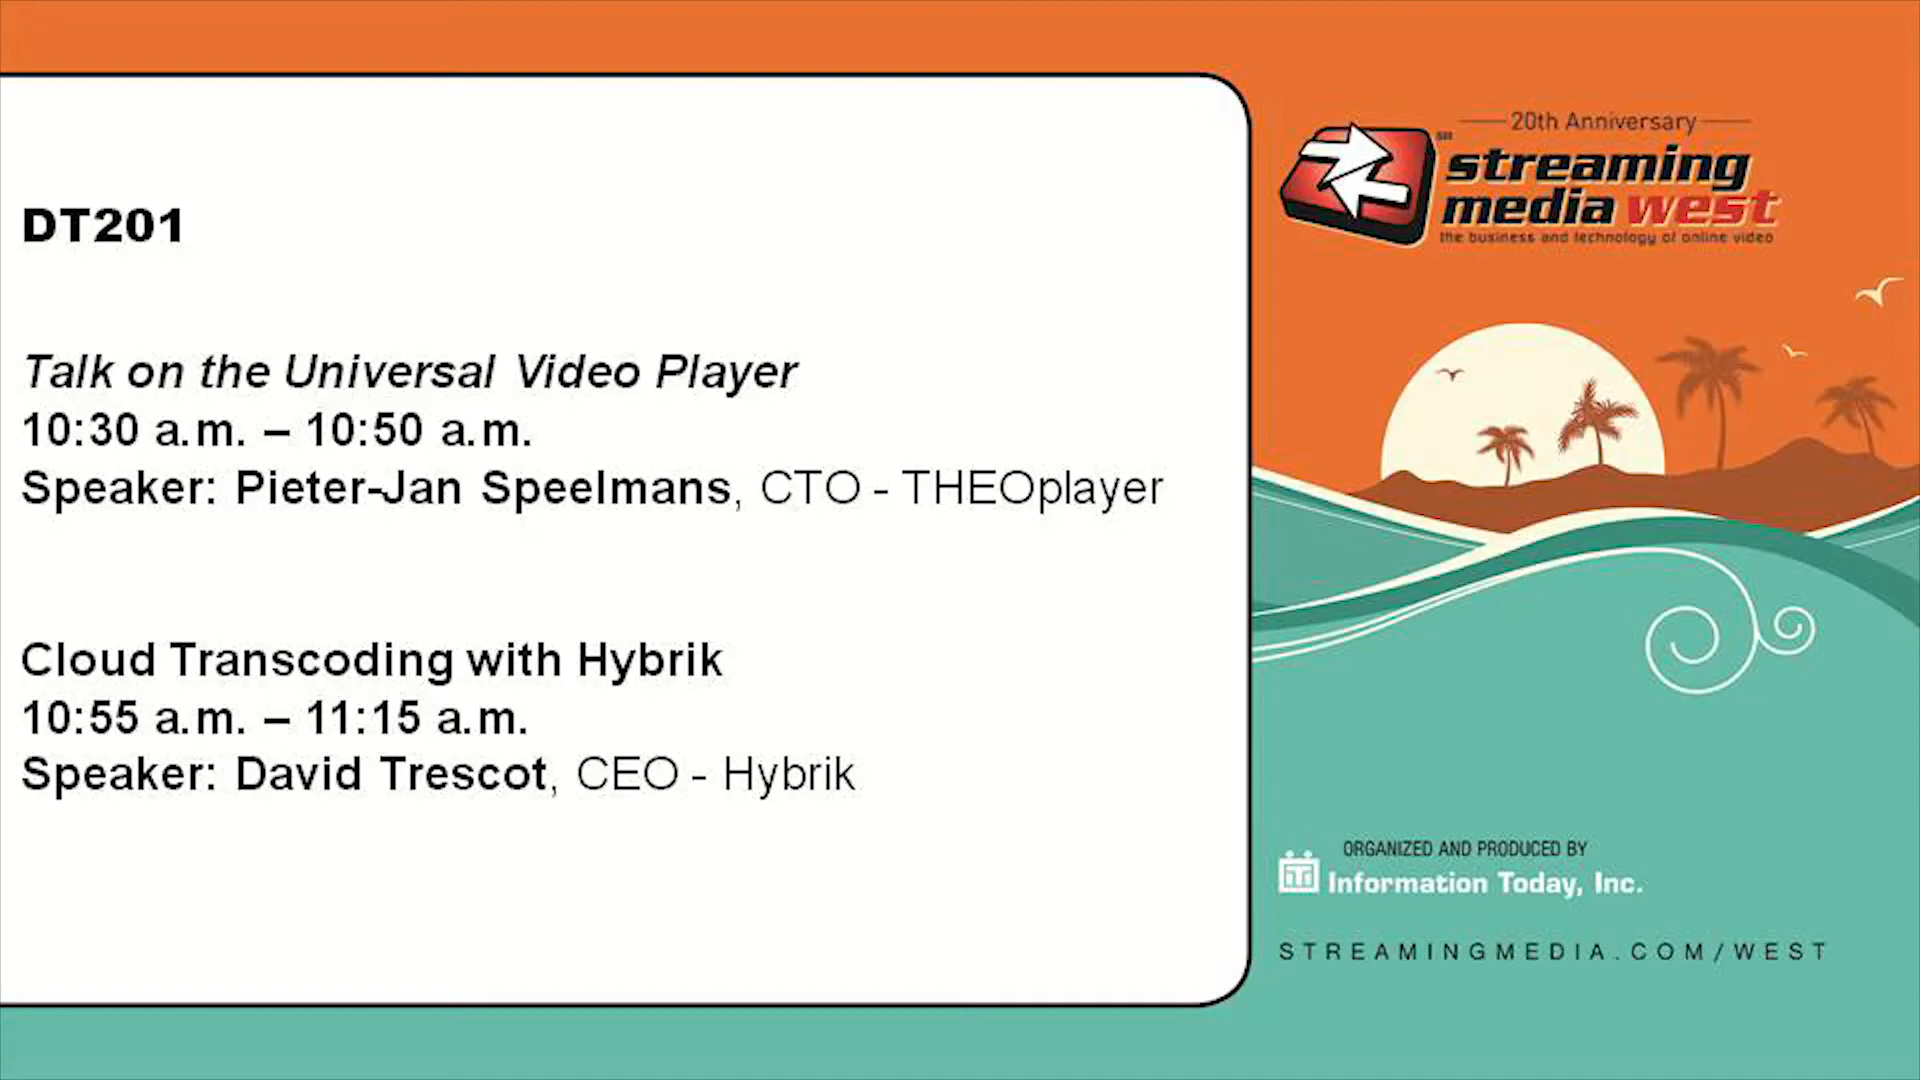 DT201
Talk on the Universal Video Player
10:30 a.m. – 10:50 a.m.
Speaker: Pieter-Jan Speelmans, CTO - THEOplayer
Cloud Transcoding with Hybrik
10:55 a.m. – 11:15 a.m.
Speaker: David Trescot, CEO - Hybrik
20th Anniversary
SM
streaming
media west
the business and technology of online video
ORGANIZED AND PRODUCED BY
iti Information Today, Inc.
STREAMINGMEDIA.COM/WEST